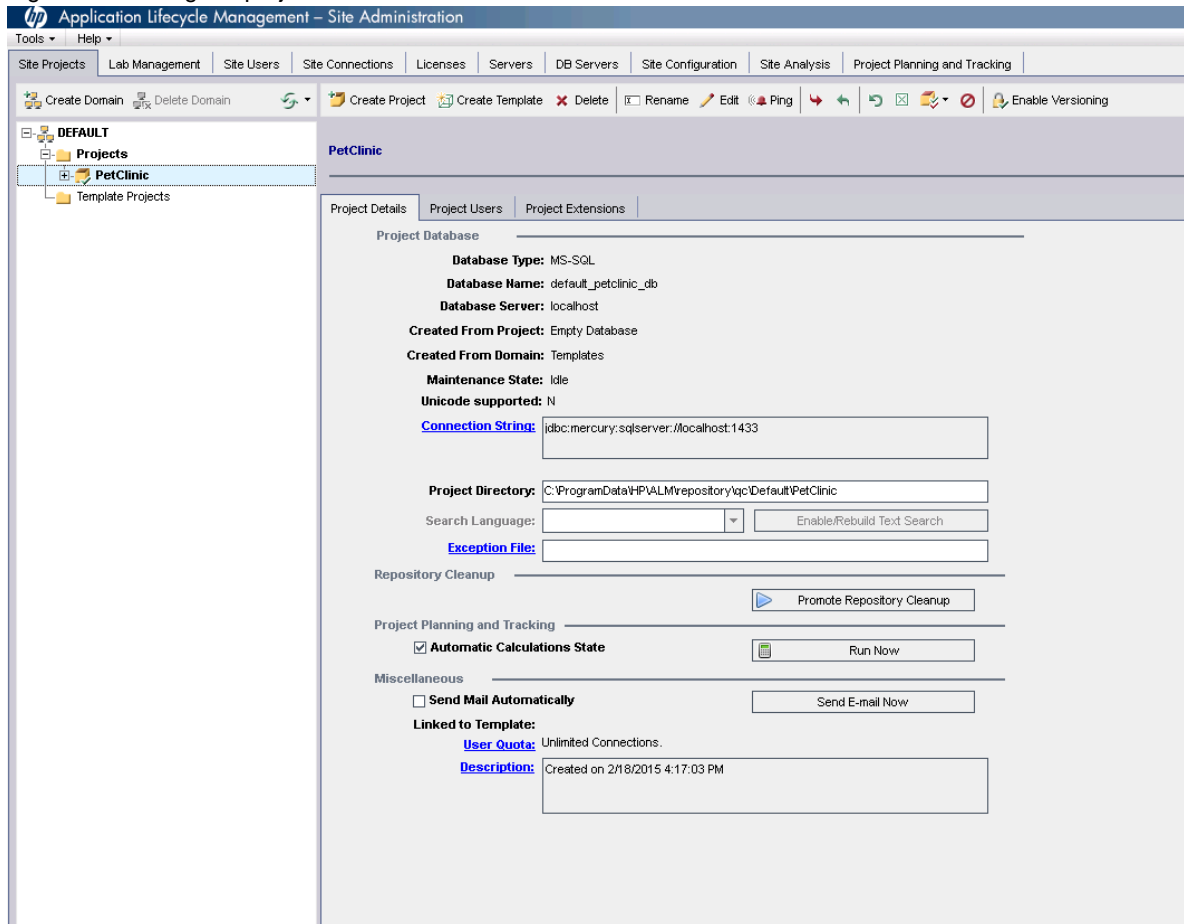 hp Application Lifecycle Management – Site Administration
Tools Help
Site Projects Lab Management Site Users Site Connections Licenses Servers DB Servers Site Configuration Site Analysis Project Planning and Tracking
Create Domain Delete Domain Create Project Create Template Delete Rename Edit Ping Enable Versioning
DEFAULT
Projects
PetClinic
Template Projects
PetClinic
Project Details Project Users Project Extensions
Project Database
Database Type: MS-SQL
Database Name: default_petclinic_db
Database Server: localhost
Created From Project: Empty Database
Created From Domain: Templates
Maintenance State: Idle
Unicode supported: N
Connection String: jdbc:mercury:sqlserver://localhost:1433
Project Directory: C:\ProgramData\HP\ALM\repository\qc\Default\PetClinic
Search Language: Enable/Rebuild Text Search
Exception File:
Repository Cleanup
Promote Repository Cleanup
Project Planning and Tracking
Automatic Calculations State Run Now
Miscellaneous
Send Mail Automatically Send E-mail Now
Linked to Template:
User Quota: Unlimited Connections.
Description: Created on 2/18/2015 4:17:03 PM